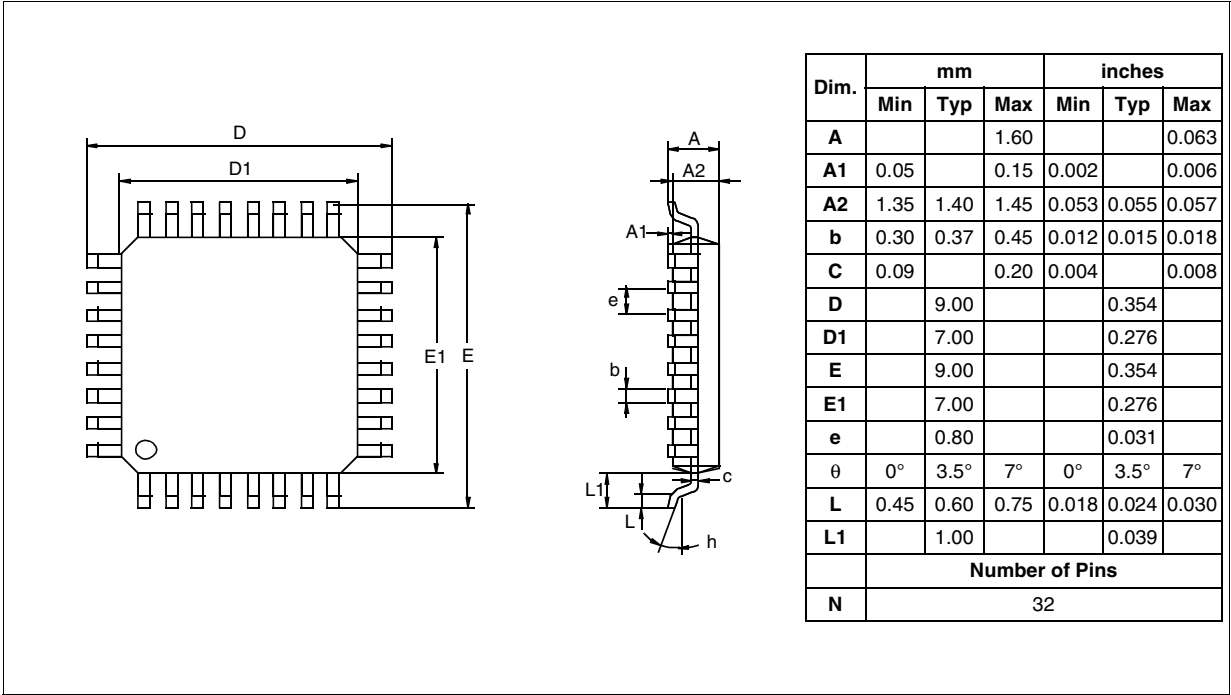 D
D1
E1 E
A
A2
A1
e
b
c
L1
L
h
Dim. mm inches
Min Typ Max Min Typ Max
A 1.60 0.063
A1 0.05 0.15 0.002 0.006
A2 1.35 1.40 1.45 0.053 0.055 0.057
b 0.30 0.37 0.45 0.012 0.015 0.018
C 0.09 0.20 0.004 0.008
D 9.00 0.354
D1 7.00 0.276
E 9.00 0.354
E1 7.00 0.276
e 0.80 0.031
θ 0° 3.5° 7° 0° 3.5° 7°
L 0.45 0.60 0.75 0.018 0.024 0.030
L1 1.00 0.039
Number of Pins
N 32